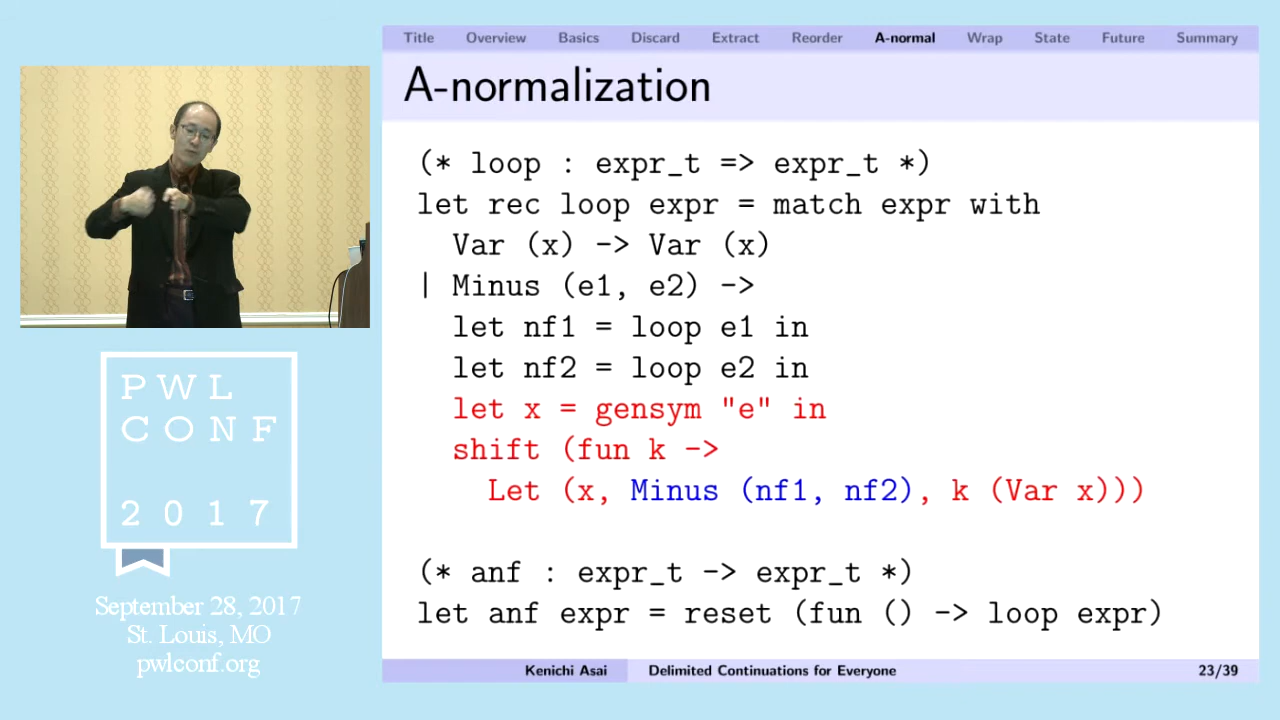 Title Overview Basics Discard Extract Reorder A-normal Wrap State Future Summary
A-normalization
(* loop : expr_t => expr_t *)
let rec loop expr = match expr with
Var (x) -> Var (x)
| Minus (e1, e2) ->
let nf1 = loop e1 in
let nf2 = loop e2 in
let x = gensym "e" in
shift (fun k ->
Let (x, Minus (nf1, nf2), k (Var x)))
(* anf : expr_t -> expr_t *)
let anf expr = reset (fun () -> loop expr)
Kenichi Asai Delimited Continuations for Everyone 23/39
PWL
CONF
2017
September 28, 2017
St. Louis, MO
pwlconf.org